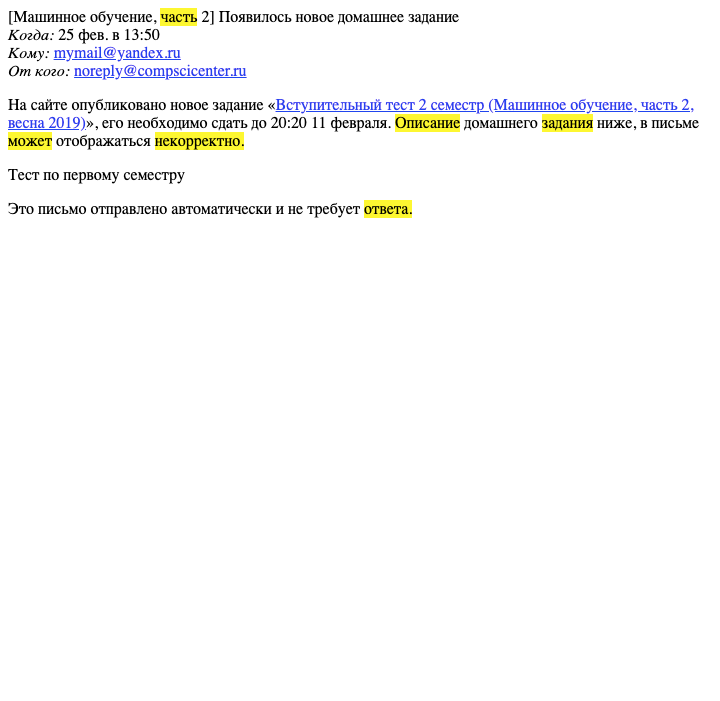 [Машинное обучение, часть 2] Появилось новое домашнее задание
Когда: 25 фев. в 13:50
Кому: mymail@yandex.ru
От кого: noreply@compscicenter.ru
На сайте опубликовано новое задание «Вступительный тест 2 семестр (Машинное обучение, часть 2,
весна 2019)», его необходимо сдать до 20:20 11 февраля. Описание домашнего задания ниже, в письме
может отображаться некорректно.
Тест по первому семестру
Это письмо отправлено автоматически и не требует ответа.